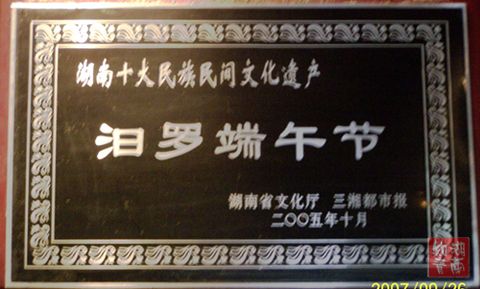 湖南十大民族民间文化遗产
汨罗端午节
湖南省文化厅 三湘都市报
二〇〇五年十月
2007/09/26